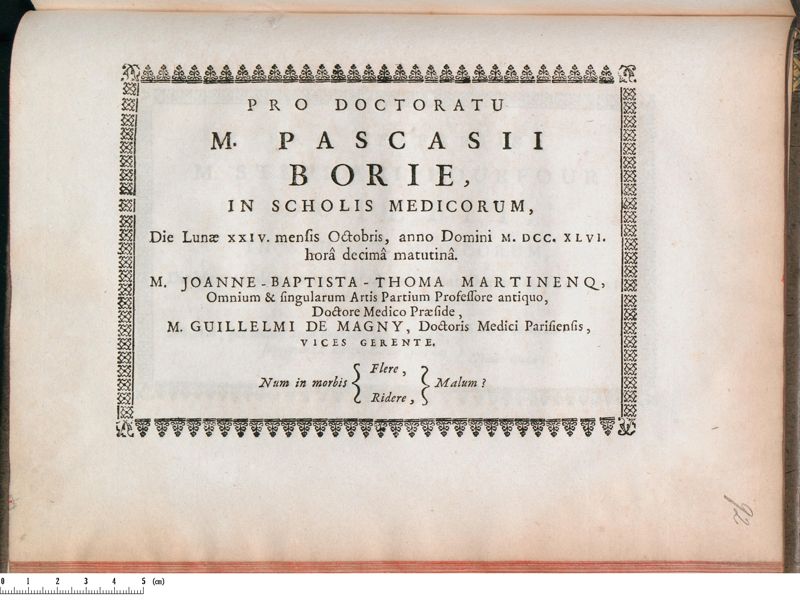 PRO DOCTORATU
M. PASCASII
BORIE,
IN SCHOLIS MEDICORUM,
Die Lunæ XXIV. mensis Octobris, anno Domini M. DCC. XLVI.
horâ decimâ matutinâ.
M. JOANNE-BAPTISTA-THOMA MARTINENQ,
Omnium & singularum Artis Partium Professore antiquo,
Doctore Medico Præside,
M. GUILLELMI DE MAGNY, Doctoris Medici Parisiensis,
VICES GERENTE.
Num in morbis { Flere, } Malum ?
Ridere,
92
0 1 2 3 4 5 (cm)